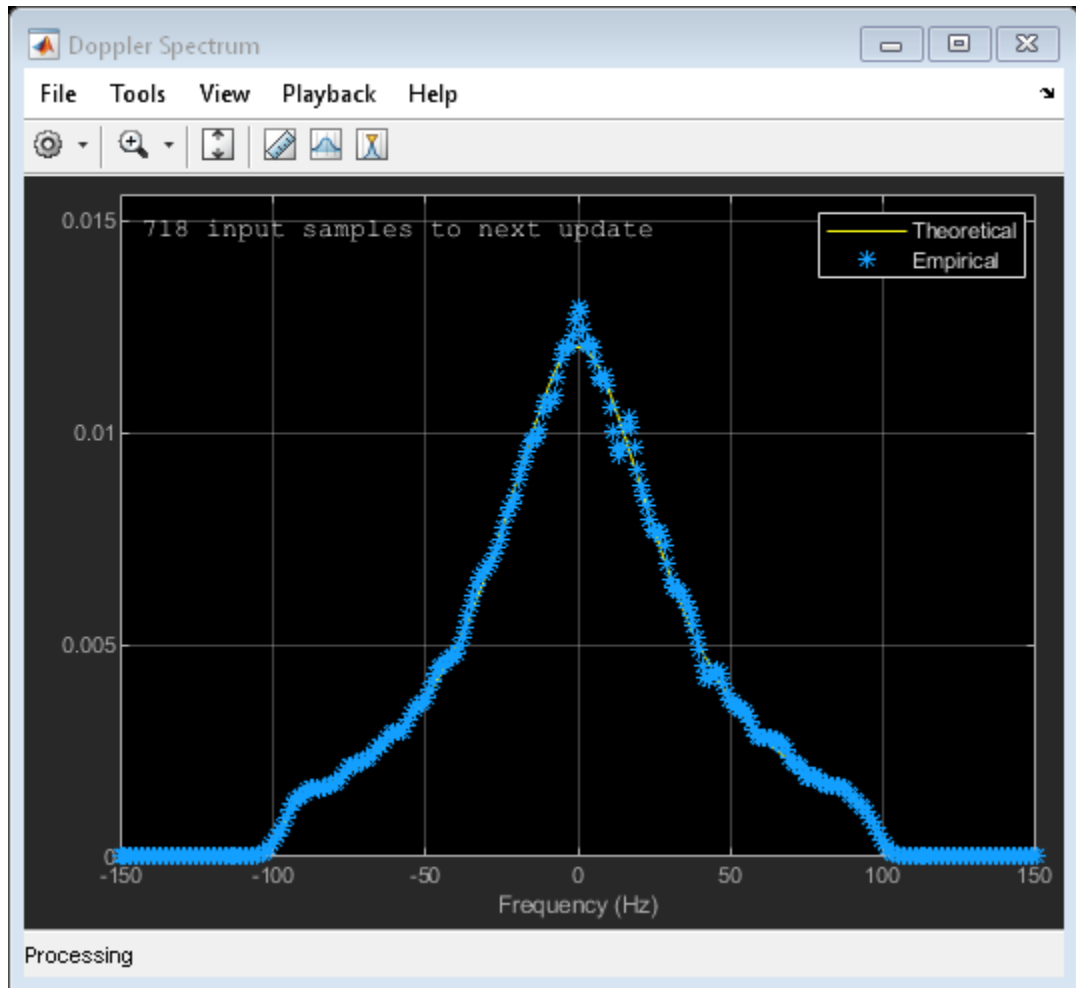 Doppler Spectrum
File Tools View Playback Help
0.015
718 input samples to next update
Theoretical
Empirical
0.01
0.005
0
-150 -100 -50 0 50 100 150
Frequency (Hz)
Processing